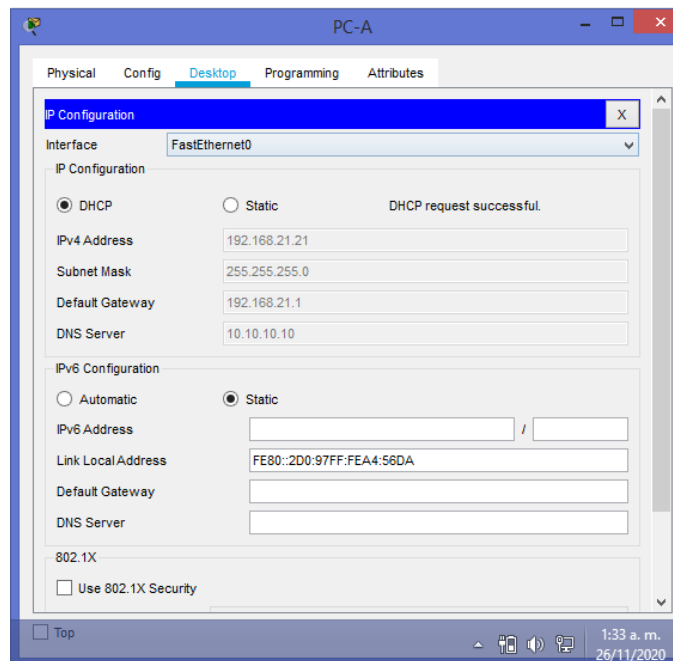 PC-A
Physical Config Desktop Programming Attributes
IP Configuration X
Interface FastEthernet0
IP Configuration
DHCP Static DHCP request successful.
IPv4 Address 192.168.21.21
Subnet Mask 255.255.255.0
Default Gateway 192.168.21.1
DNS Server 10.10.10.10
IPv6 Configuration
Automatic Static
IPv6 Address /
Link Local Address FE80::2D0:97FF:FEA4:56DA
Default Gateway
DNS Server
802.1X
Use 802.1X Security
Top
1:33 a. m.
26/11/2020